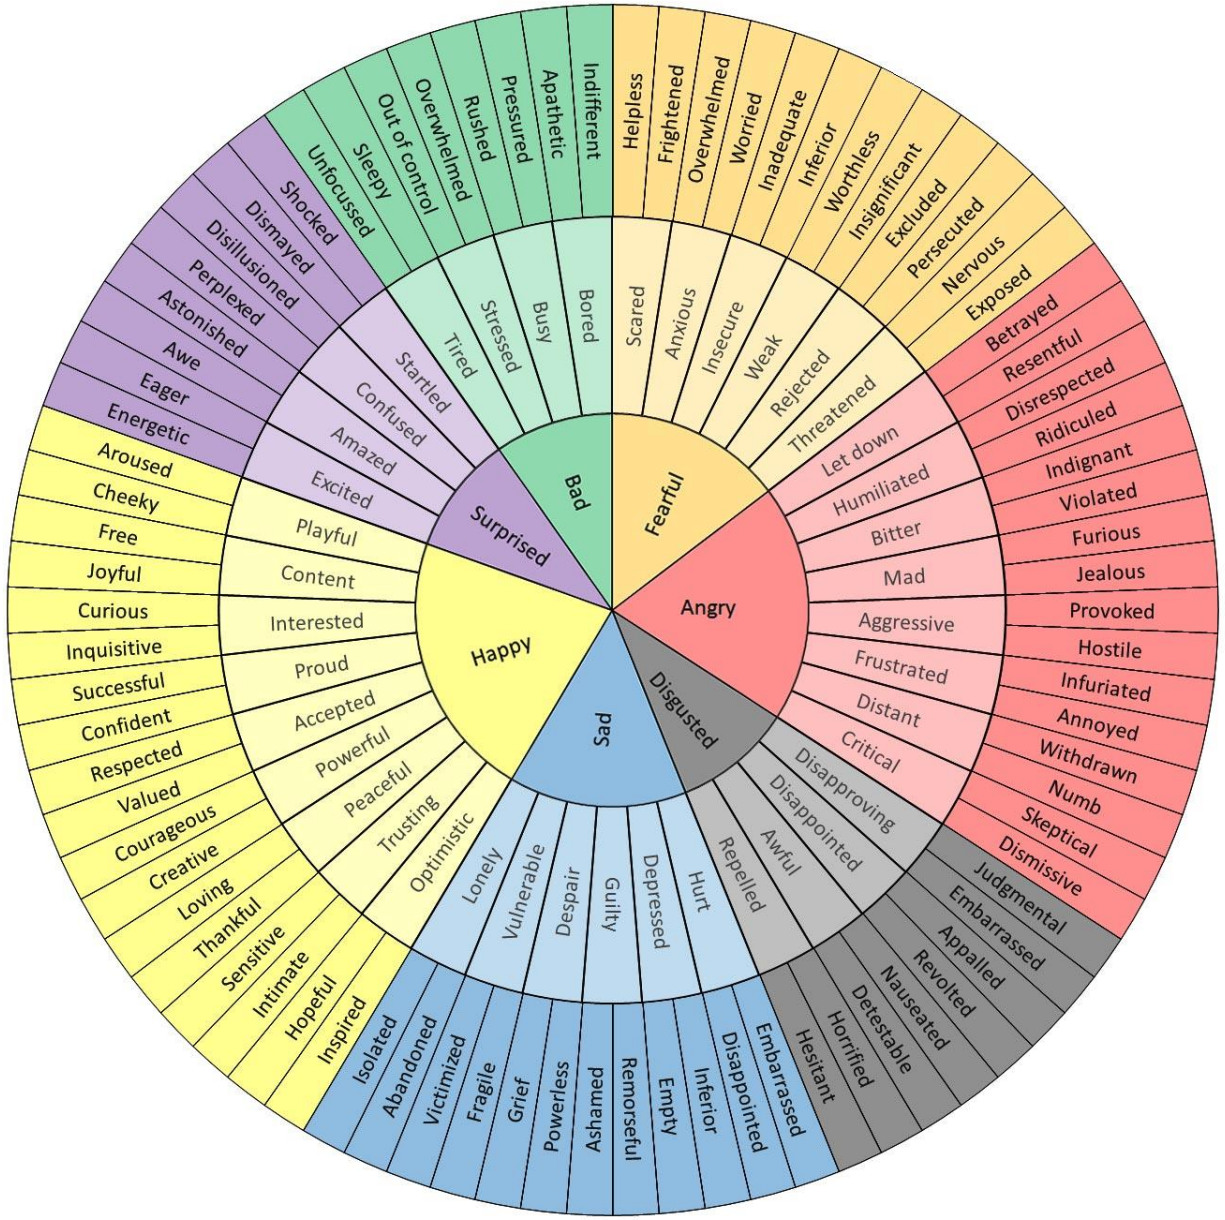 Fearful
Angry
Disgusted
Sad
Happy
Surprised
Bad
Scared
Anxious
Insecure
Weak
Rejected
Threatened
Let down
Humiliated
Bitter
Mad
Aggressive
Frustrated
Distant
Critical
Disapproving
Disappointed
Awful
Repelled
Hurt
Depressed
Guilty
Despair
Vulnerable
Lonely
Optimistic
Trusting
Peaceful
Powerful
Accepted
Proud
Interested
Content
Playful
Excited
Amazed
Confused
Startled
Tired
Stressed
Busy
Bored
Helpless
Frightened
Overwhelmed
Worried
Inadequate
Inferior
Worthless
Insignificant
Excluded
Persecuted
Nervous
Exposed
Betrayed
Resentful
Disrespected
Ridiculed
Indignant
Violated
Furious
Jealous
Provoked
Hostile
Infuriated
Annoyed
Withdrawn
Numb
Skeptical
Dismissive
Judgmental
Embarrassed
Appalled
Revolted
Nauseated
Detestable
Horrified
Hesitant
Embarrassed
Disappointed
Inferior
Empty
Remorseful
Ashamed
Powerless
Grief
Fragile
Victimized
Abandoned
Isolated
Inspired
Hopeful
Intimate
Sensitive
Thankful
Loving
Creative
Courageous
Valued
Respected
Confident
Successful
Inquisitive
Curious
Joyful
Free
Cheeky
Aroused
Energetic
Eager
Awe
Astonished
Perplexed
Disillusioned
Dismayed
Shocked
Unfocussed
Sleepy
Out of control
Overwhelmed
Rushed
Pressured
Apathetic
Indifferent